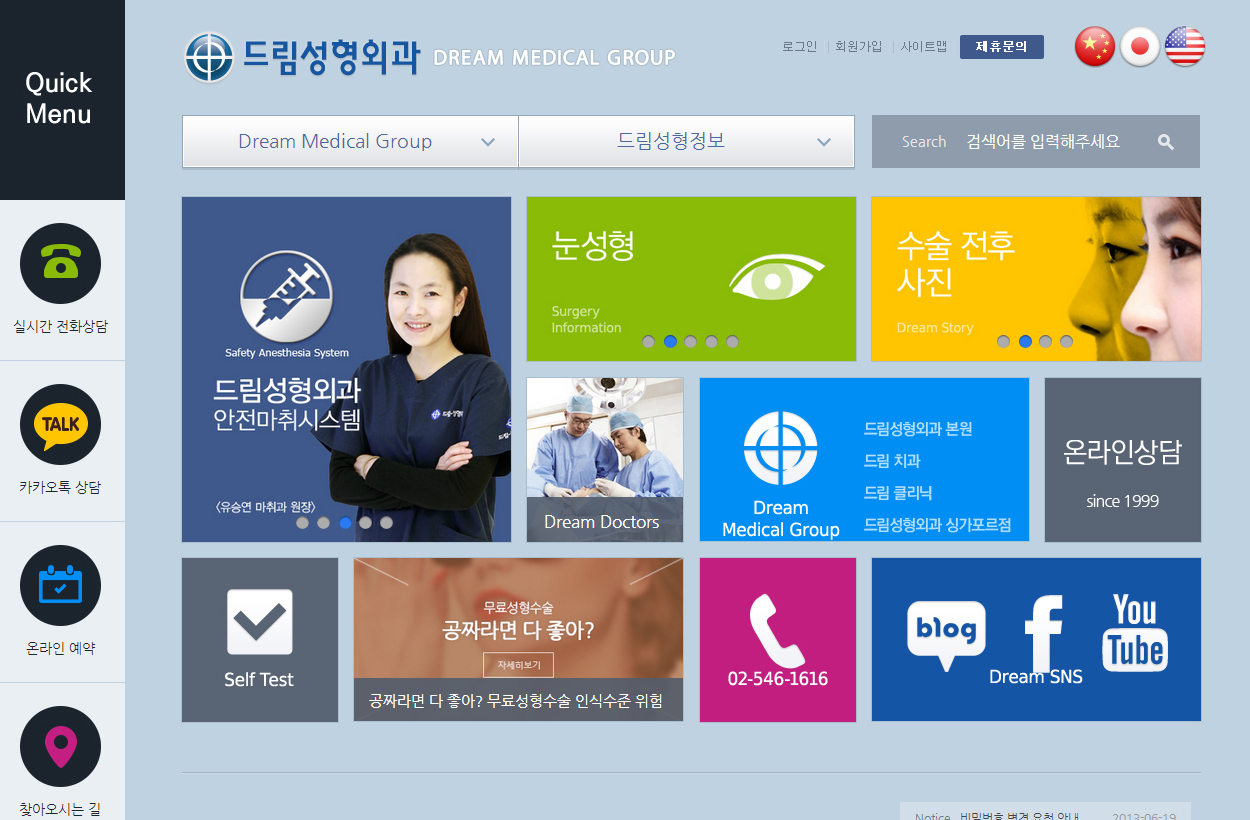 Quick
Menu
실시간 전화상담
TALK
카카오톡 상담
온라인 예약
찾아오시는 길
드림성형외과 DREAM MEDICAL GROUP
로그인 회원가입 사이트맵 제휴문의
Dream Medical Group
드림성형정보
Search 검색어를 입력해주세요
Safety Anesthesia System
드림성형외과
안전마취시스템
〈유승연 마취과 원장〉
눈성형
Surgery
Information
수술 전후
사진
Dream Story
Dream Doctors
Dream
Medical Group
드림성형외과 본원
드림 치과
드림 클리닉
드림성형외과 싱가포르점
온라인상담
since 1999
Self Test
무료성형수술
공짜라면 다 좋아?
자세히보기
공짜라면 다 좋아? 무료성형수술 인식수준 위험
02-546-1616
blog
f
You
Tube
Dream SNS
Notice 비밀번호 변경 요청 안내 2013-06-19